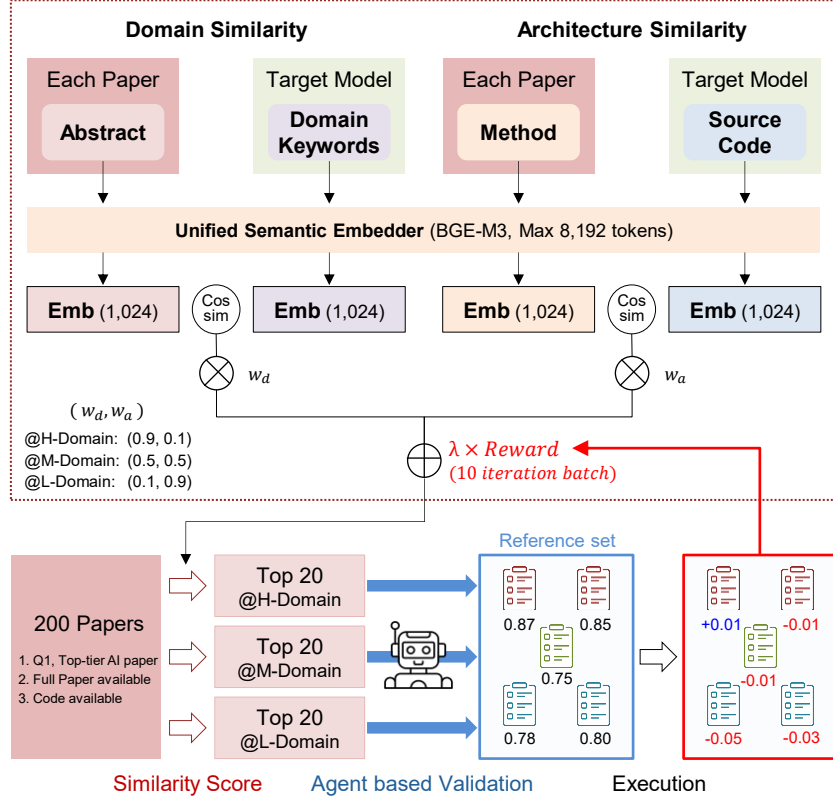 Domain Similarity
Architecture Similarity
Each Paper
Abstract
Target Model
Domain
Keywords
Each Paper
Method
Target Model
Source
Code
Unified Semantic Embedder (BGE-M3, Max 8,192 tokens)
Emb (1,024)
Cos
sim
Emb (1,024)
Emb (1,024)
Cos
sim
Emb (1,024)
w_d
w_a
(w_d, w_a)
@H-Domain: (0.9, 0.1)
@M-Domain: (0.5, 0.5)
@L-Domain: (0.1, 0.9)
λ × Reward
(10 iteration batch)
200 Papers
1. Q1, Top-tier AI paper
2. Full Paper available
3. Code available
Top 20
@H-Domain
Top 20
@M-Domain
Top 20
@L-Domain
Reference set
0.87
0.85
0.75
0.78
0.80
+0.01
-0.01
-0.01
-0.05
-0.03
Similarity Score
Agent based Validation
Execution